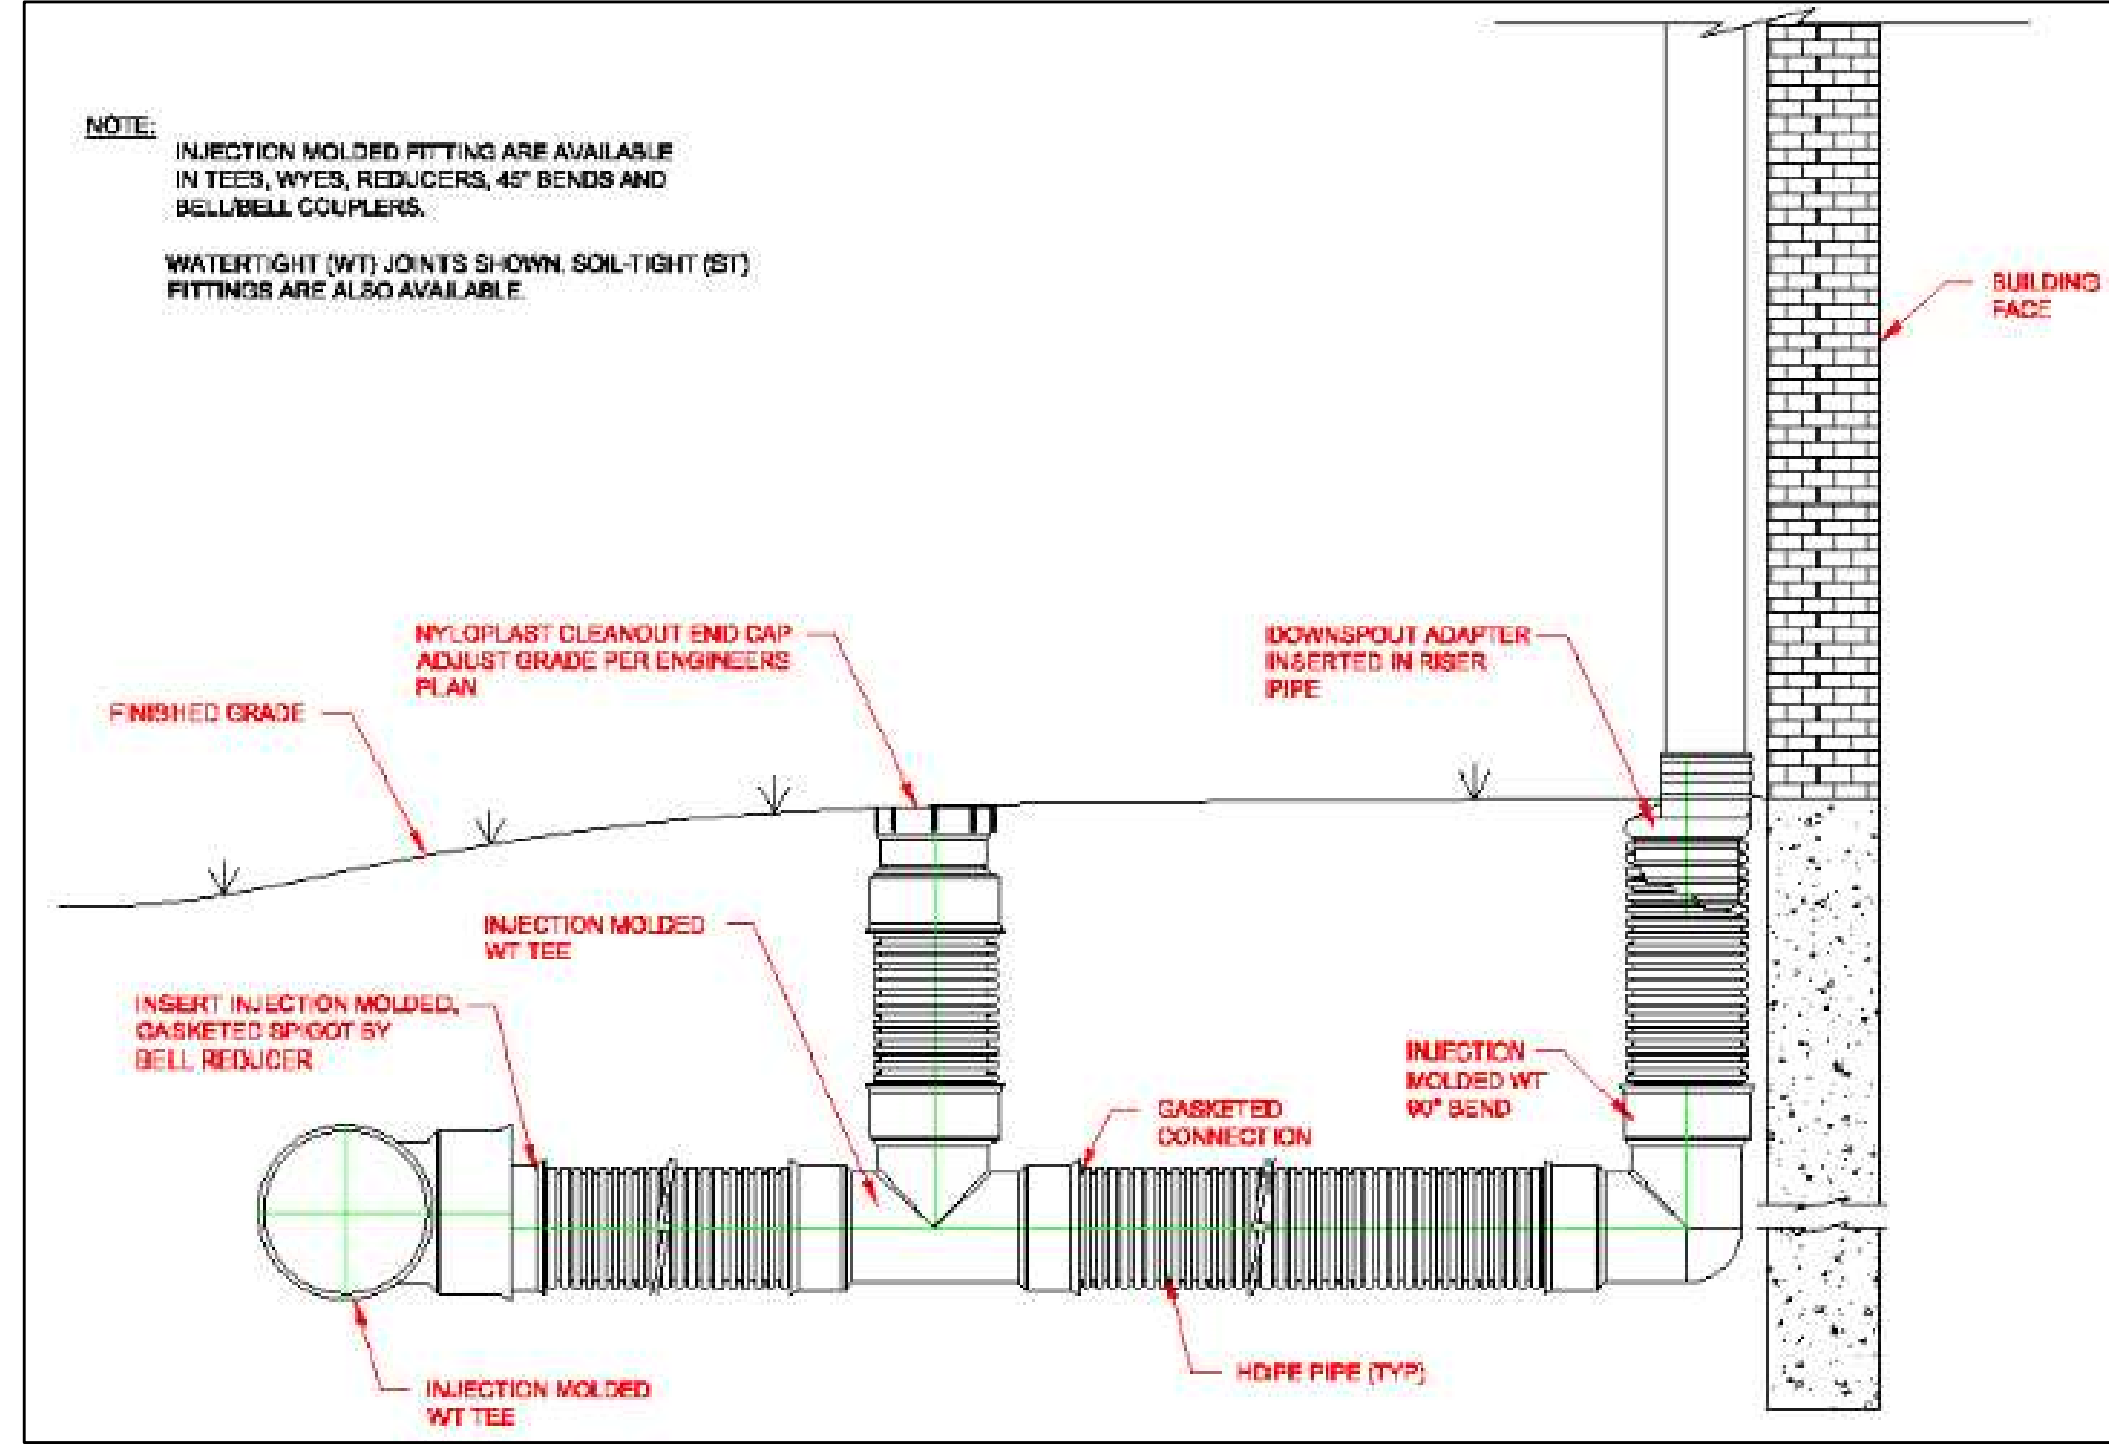 NOTE:
INJECTION MOLDED FITTING ARE AVAILABLE
IN TEES, WYES, REDUCERS, 45° BENDS AND
BELL/BELL COUPLERS.
WATERTIGHT (WT) JOINTS SHOWN. SOIL-TIGHT (ST)
FITTINGS ARE ALSO AVAILABLE.
BUILDING
FACE
NYLOPLAST CLEANOUT END CAP
ADJUST GRADE PER ENGINEERS
PLAN
DOWNSPOUT ADAPTER
INSERTED IN RISER
PIPE
FINISHED GRADE
INJECTION MOLDED
WT TEE
INSERT INJECTION MOLDED,
GASKETED SPIGOT BY
BELL REDUCER
INJECTION
MOLDED WT
90° BEND
GASKETED
CONNECTION
HDPE PIPE (TYP)
INJECTION MOLDED
WT TEE